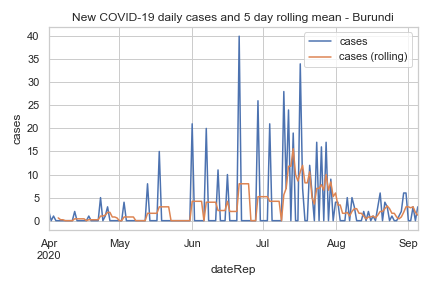 New COVID-19 daily cases and 5 day rolling mean - Burundi
cases
cases (rolling)
cases
40
35
30
25
20
15
10
5
0
Apr
2020
May
Jun
Jul
Aug
Sep
dateRep